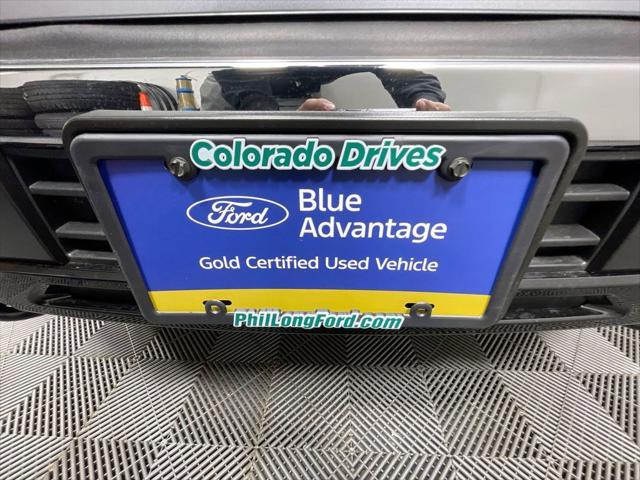 Colorado Drives
Ford
Blue
Advantage
Gold Certified Used Vehicle
PhilLongFord.com